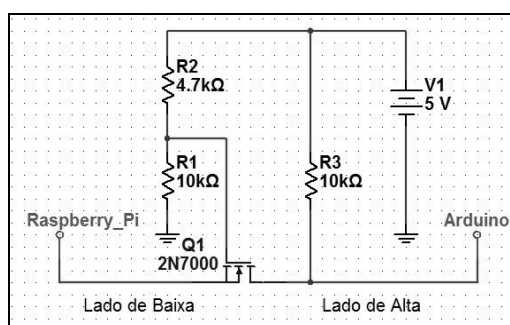 R2
4.7kΩ
V1
5 V
R1
10kΩ
R3
10kΩ
Raspberry_Pi
Arduino
Q1
2N7000
Lado de Baixa
Lado de Alta